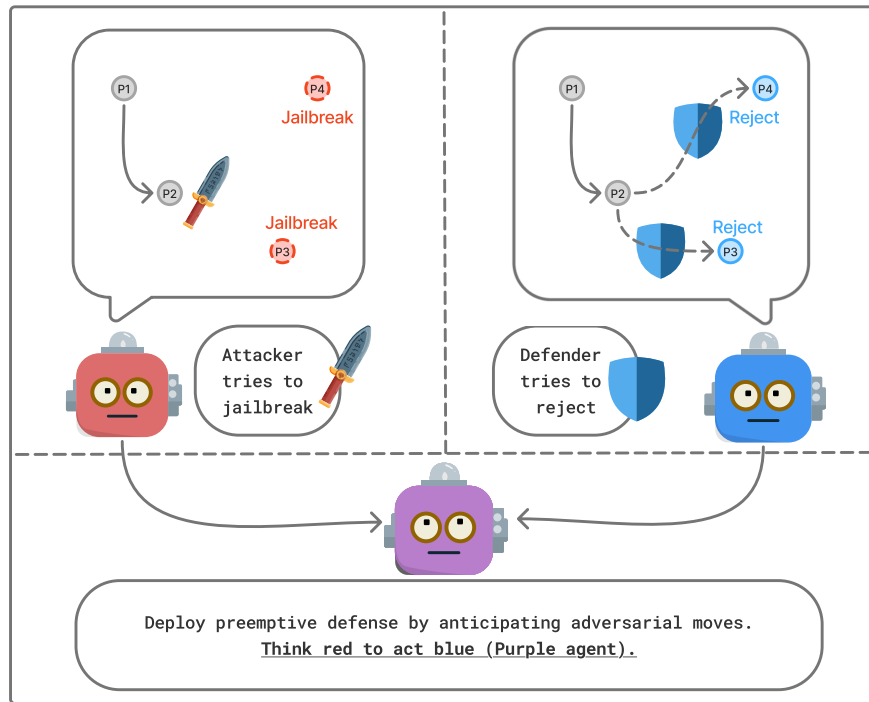 P1
P4
Jailbreak
P2
Jailbreak
P3
P1
P4
Reject
P2
Reject
P3
Attacker
tries to
jailbreak
Defender
tries to
reject
Deploy preemptive defense by anticipating adversarial moves.
Think red to act blue (Purple agent).